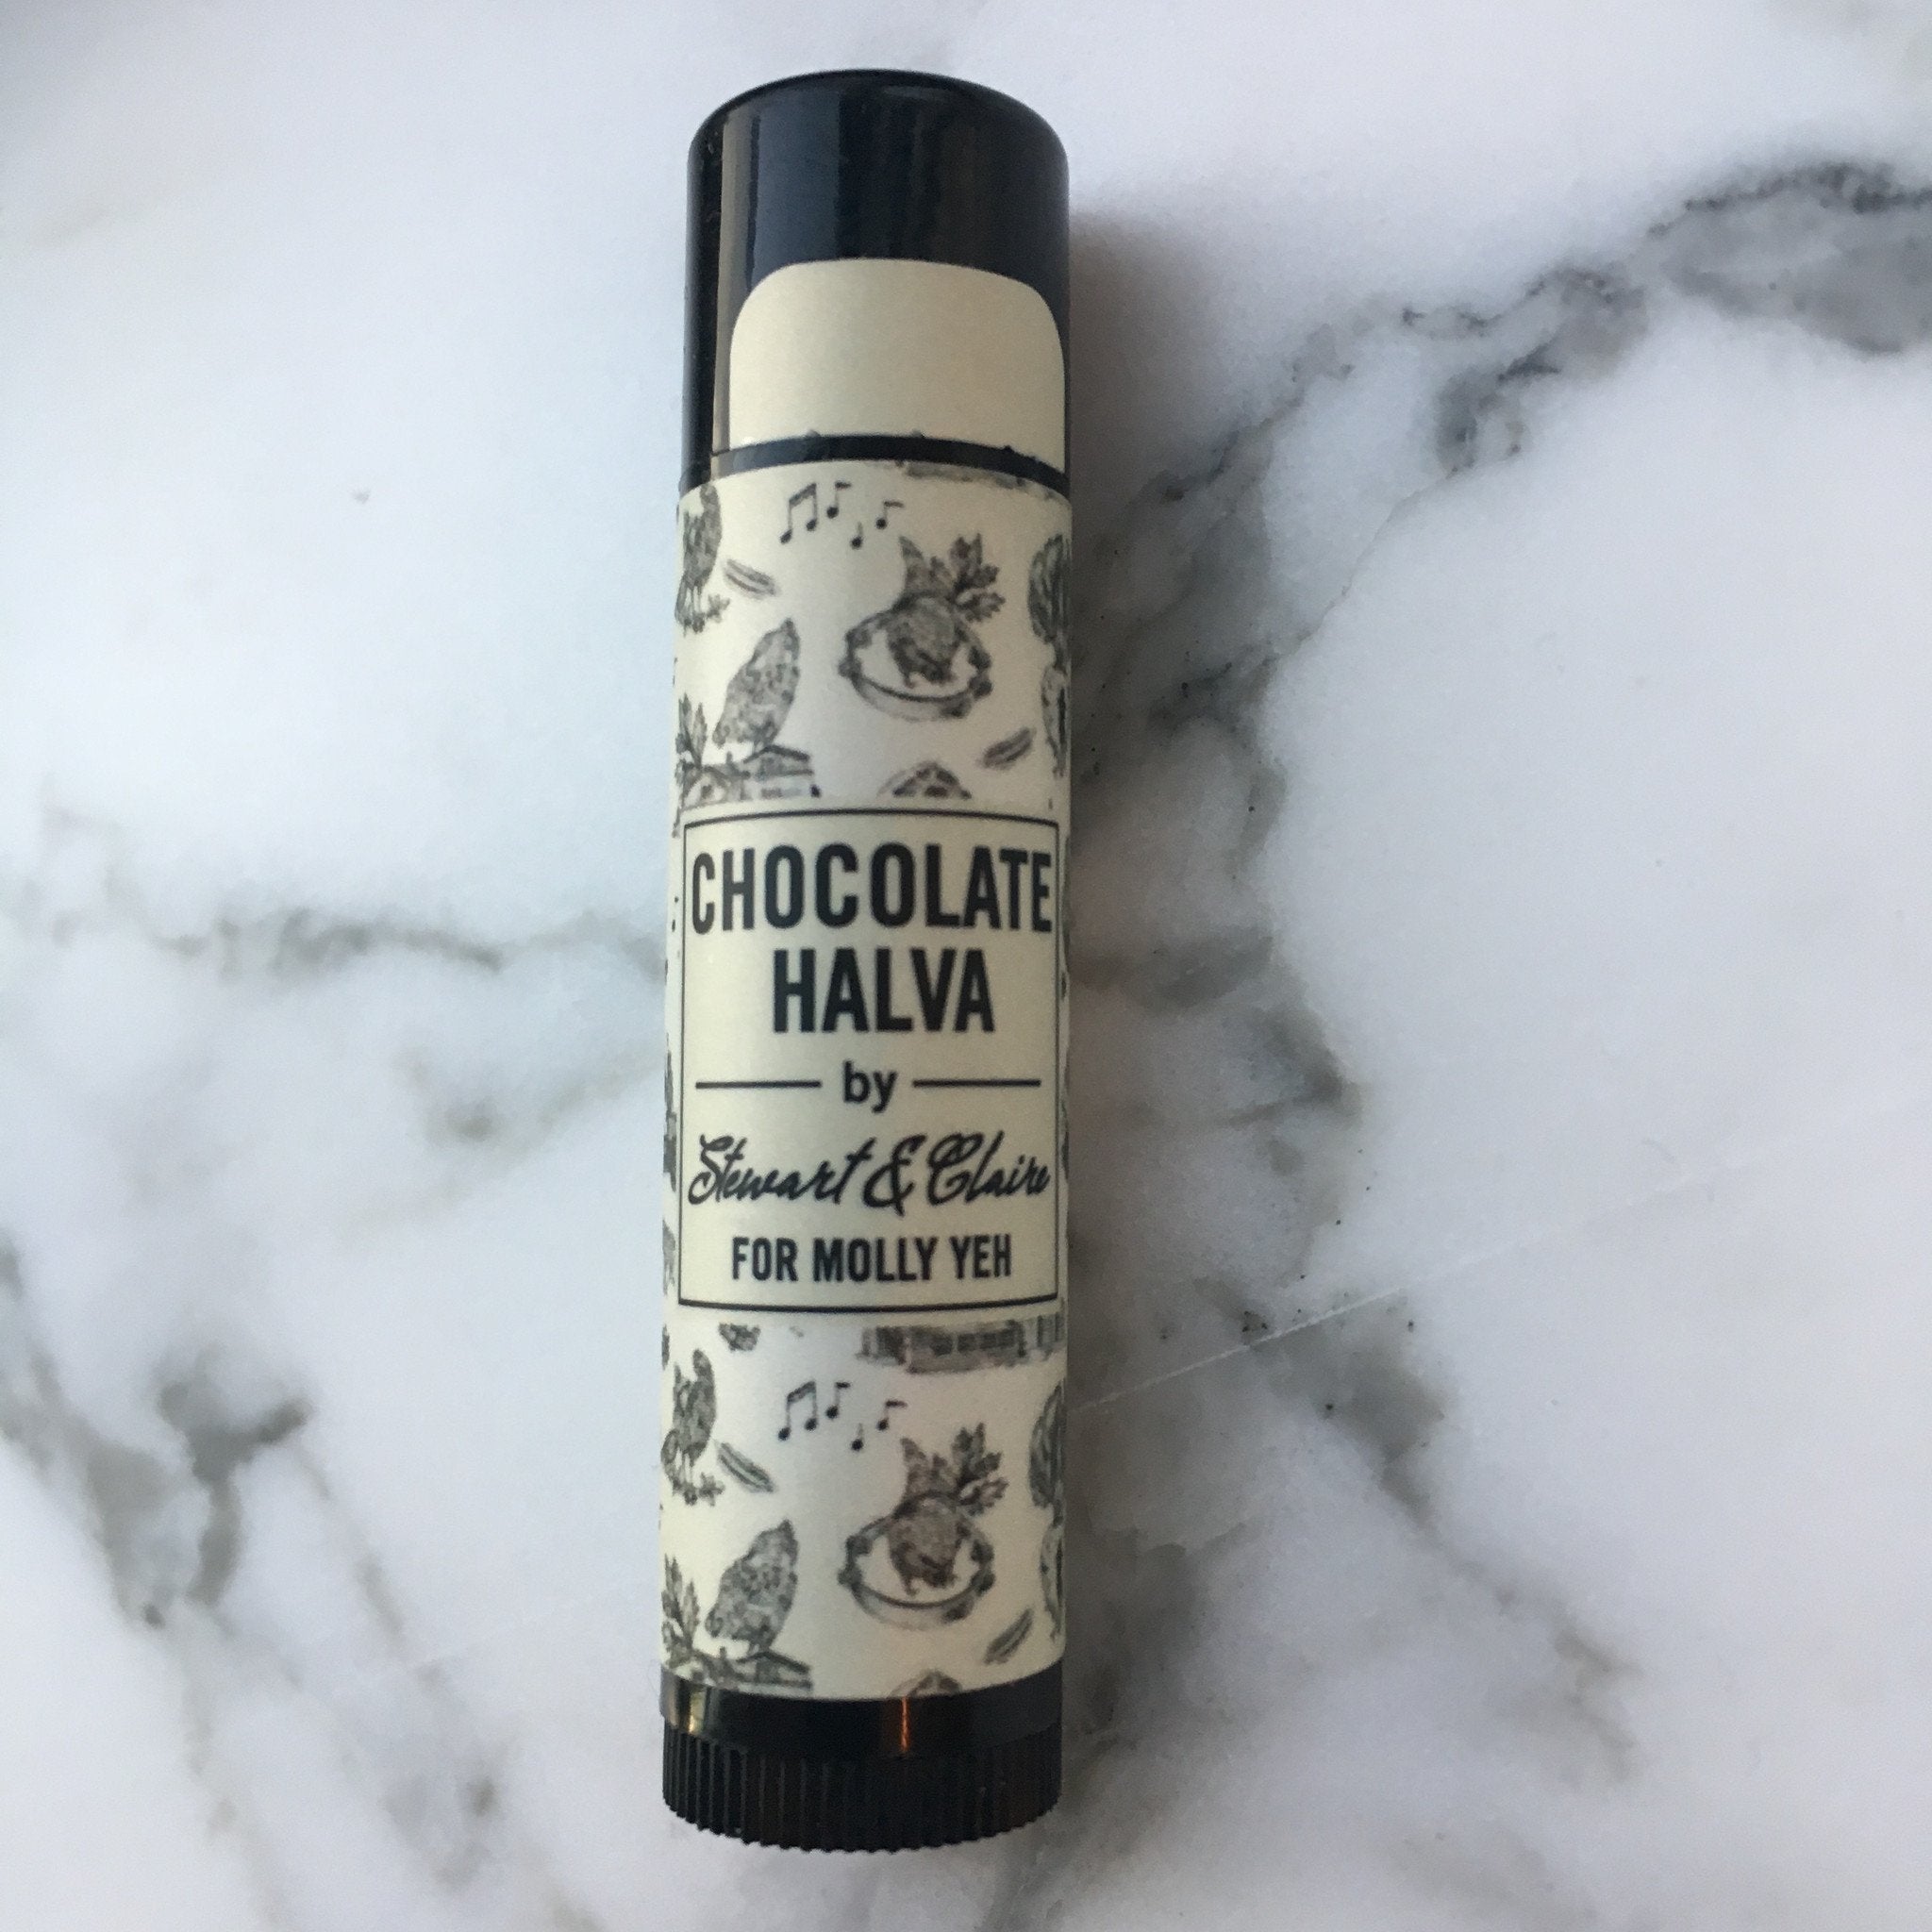 CHOCOLATE
HALVA
by
Stewart & Claire
FOR MOLLY YEH